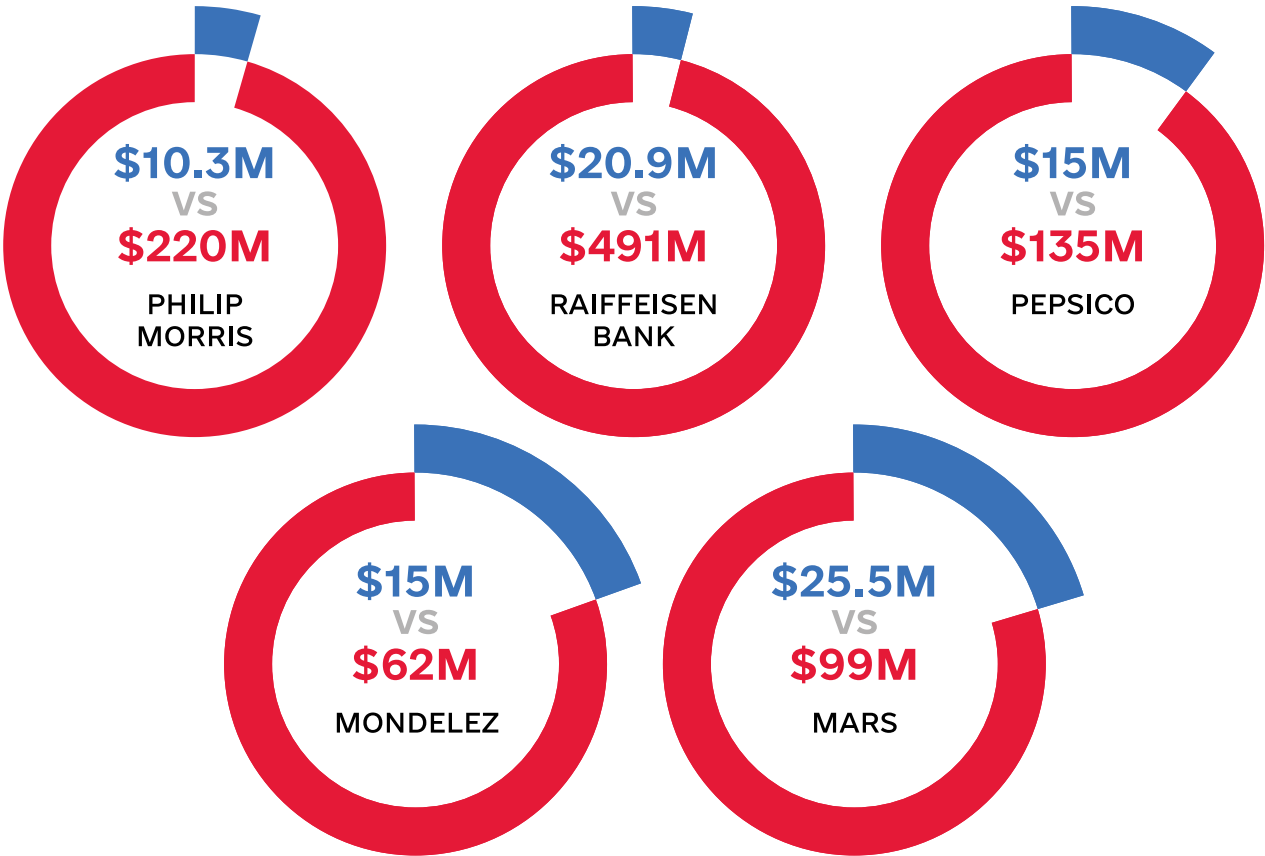 $10.3M
VS
$220M
PHILIP
MORRIS
$20.9M
VS
$491M
RAIFFEISEN
BANK
$15M
VS
$135M
PEPSICO
$15M
VS
$62M
MONDELEZ
$25.5M
VS
$99M
MARS